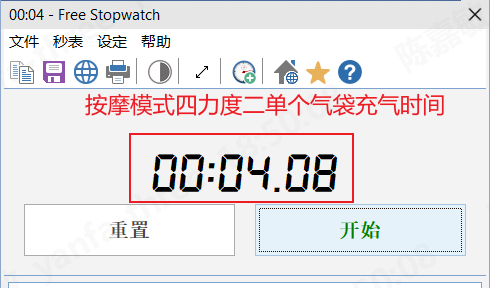 00:04 - Free Stopwatch
文件 秒表 设定 帮助
按摩模式四力度二单个气袋充气时间
00:04.08
重置 开始